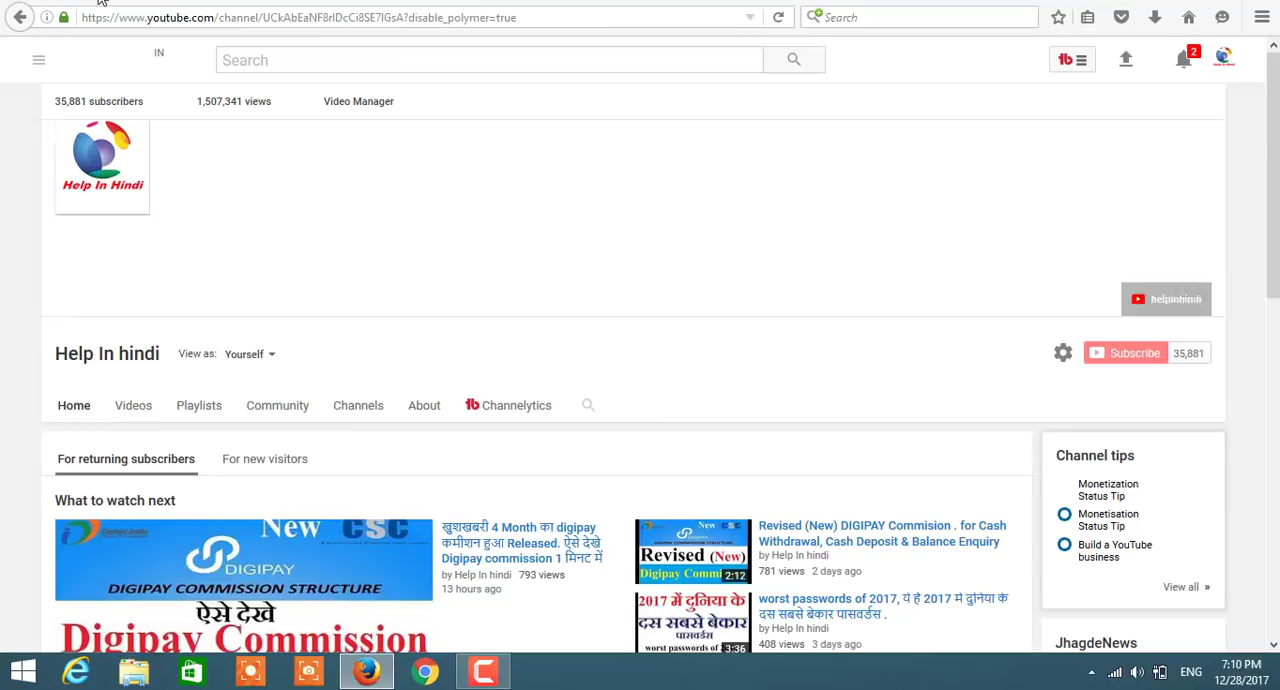 https://www.youtube.com/channel/UCkAbEaNF8rIDcCi8SE7IGsA?disable_polymer=true
Search
IN
Search
2
35,881 subscribers
1,507,341 views
Video Manager
Help In Hindi
helpinhindi
Help In hindi
View as:
Yourself
Subscribe
35,881
Home
Videos
Playlists
Community
Channels
About
Channelytics
For returning subscribers
For new visitors
Channel tips
Monetization
Status Tip
Monetisation
Status Tip
Build a YouTube
business
View all »
JhagdeNews
What to watch next
New CSC
DIGIPAY
DIGIPAY COMMISSION STRUCTURE
ऐसे देखे
Digipay Commission
खुशखबरी 4 Month का digipay
कमीशन हुआ Released. ऐसे देखे
Digipay commission 1 मिनट में
by Help In hindi 793 views
13 hours ago
New CSC
DIGIPAY
Revised (New)
Digipay Commi
2:12
Revised (New) DIGIPAY Commision . for Cash
Withdrawal, Cash Deposit & Balance Enquiry
by Help In hindi
781 views 2 days ago
2017 में दुनिया के
दस सबसे बेकार
पासवर्डस .
worst passwords of 2017
3:36
worst passwords of 2017, ये है 2017 में दुनिया के
दस सबसे बेकार पासवर्डस .
by Help In hindi
408 views 3 days ago
ENG
7:10 PM
12/28/2017